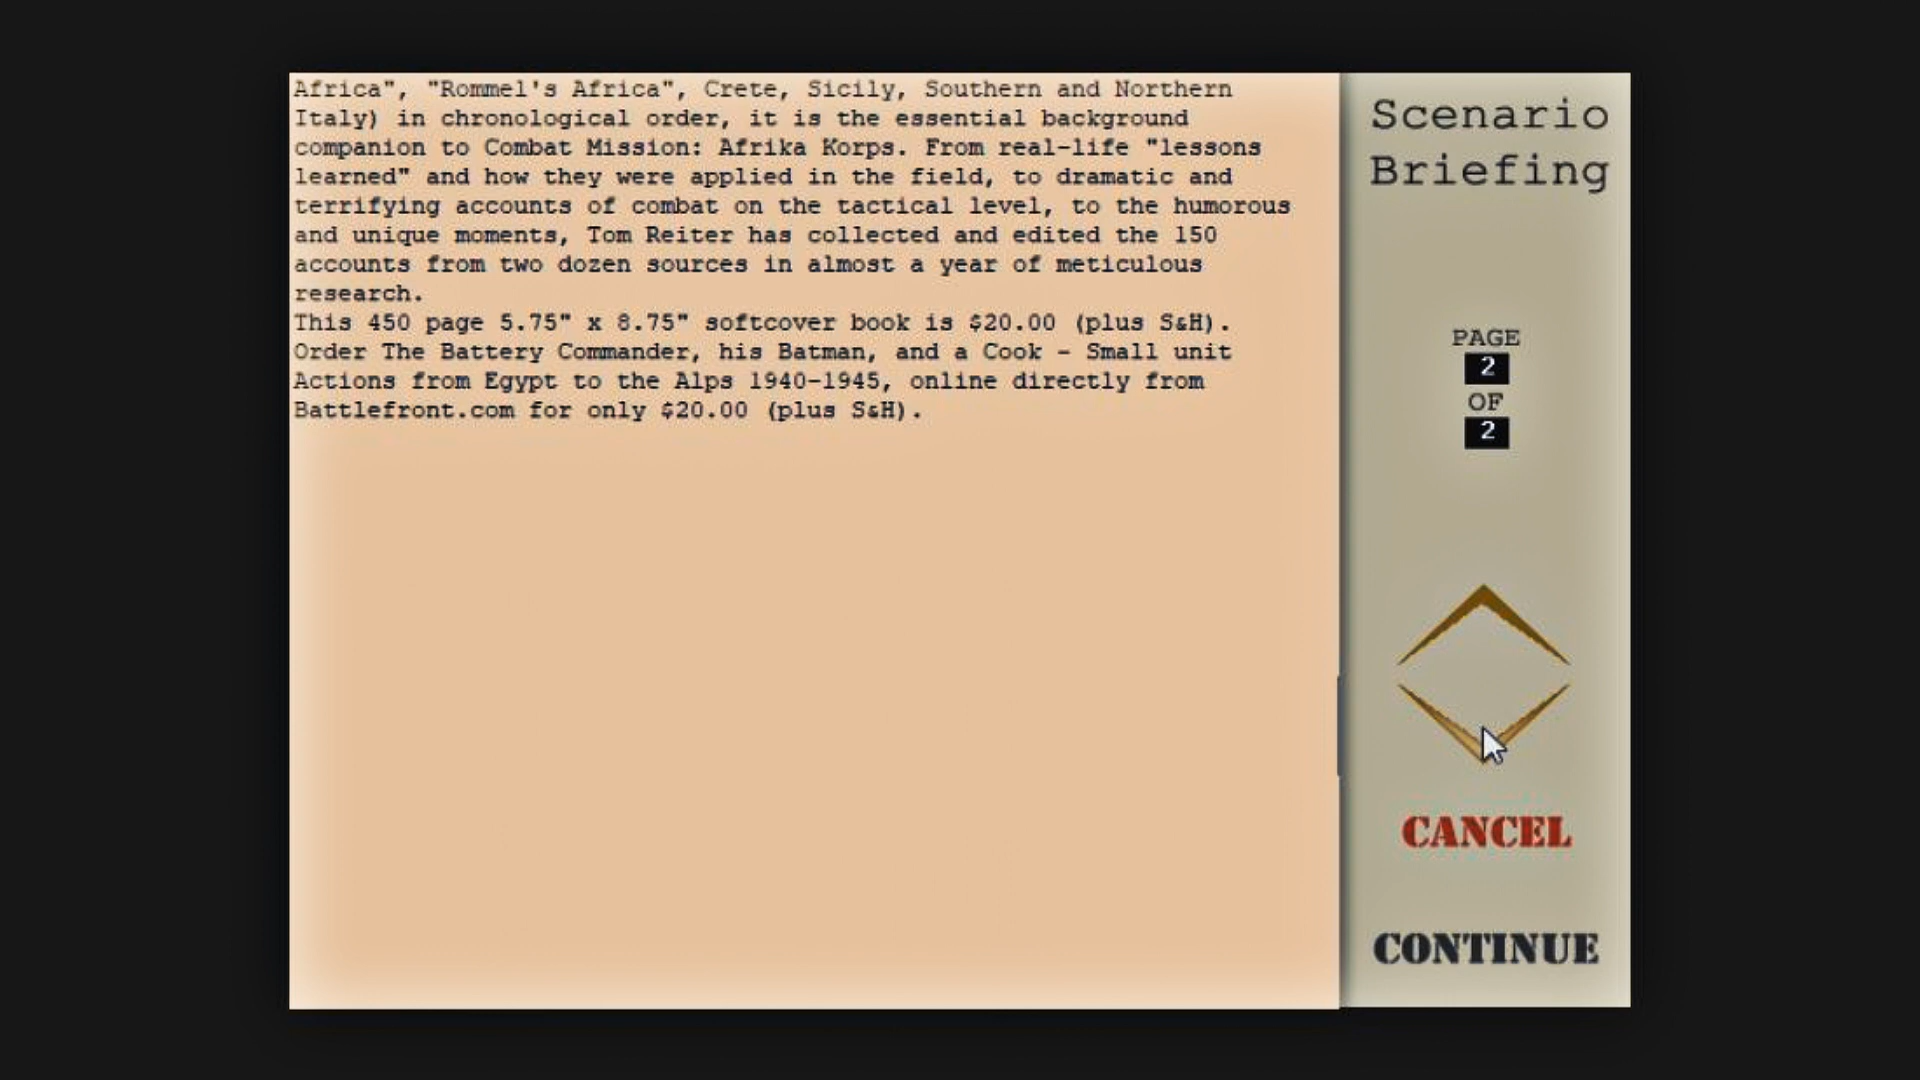 Africa", "Rommel's Africa", Crete, Sicily, Southern and Northern
Italy) in chronological order, it is the essential background
companion to Combat Mission: Afrika Korps. From real-life "lessons
learned" and how they were applied in the field, to dramatic and
terrifying accounts of combat on the tactical level, to the humorous
and unique moments, Tom Reiter has collected and edited the 150
accounts from two dozen sources in almost a year of meticulous
research.
This 450 page 5.75" x 8.75" softcover book is $20.00 (plus S&H).
Order The Battery Commander, his Batman, and a Cook - Small unit
Actions from Egypt to the Alps 1940-1945, online directly from
Battlefront.com for only $20.00 (plus S&H).
Scenario
Briefing
PAGE
2
OF
2
CANCEL
CONTINUE